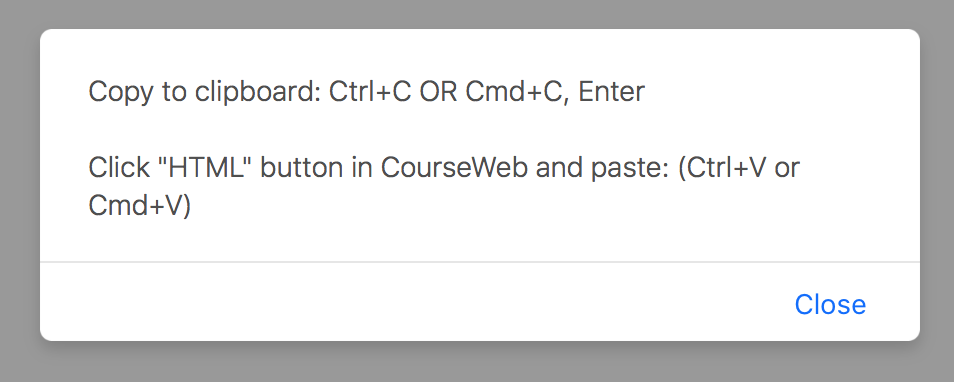 Copy to clipboard: Ctrl+C OR Cmd+C, Enter
Click "HTML" button in CourseWeb and paste: (Ctrl+V or
Cmd+V)
Close